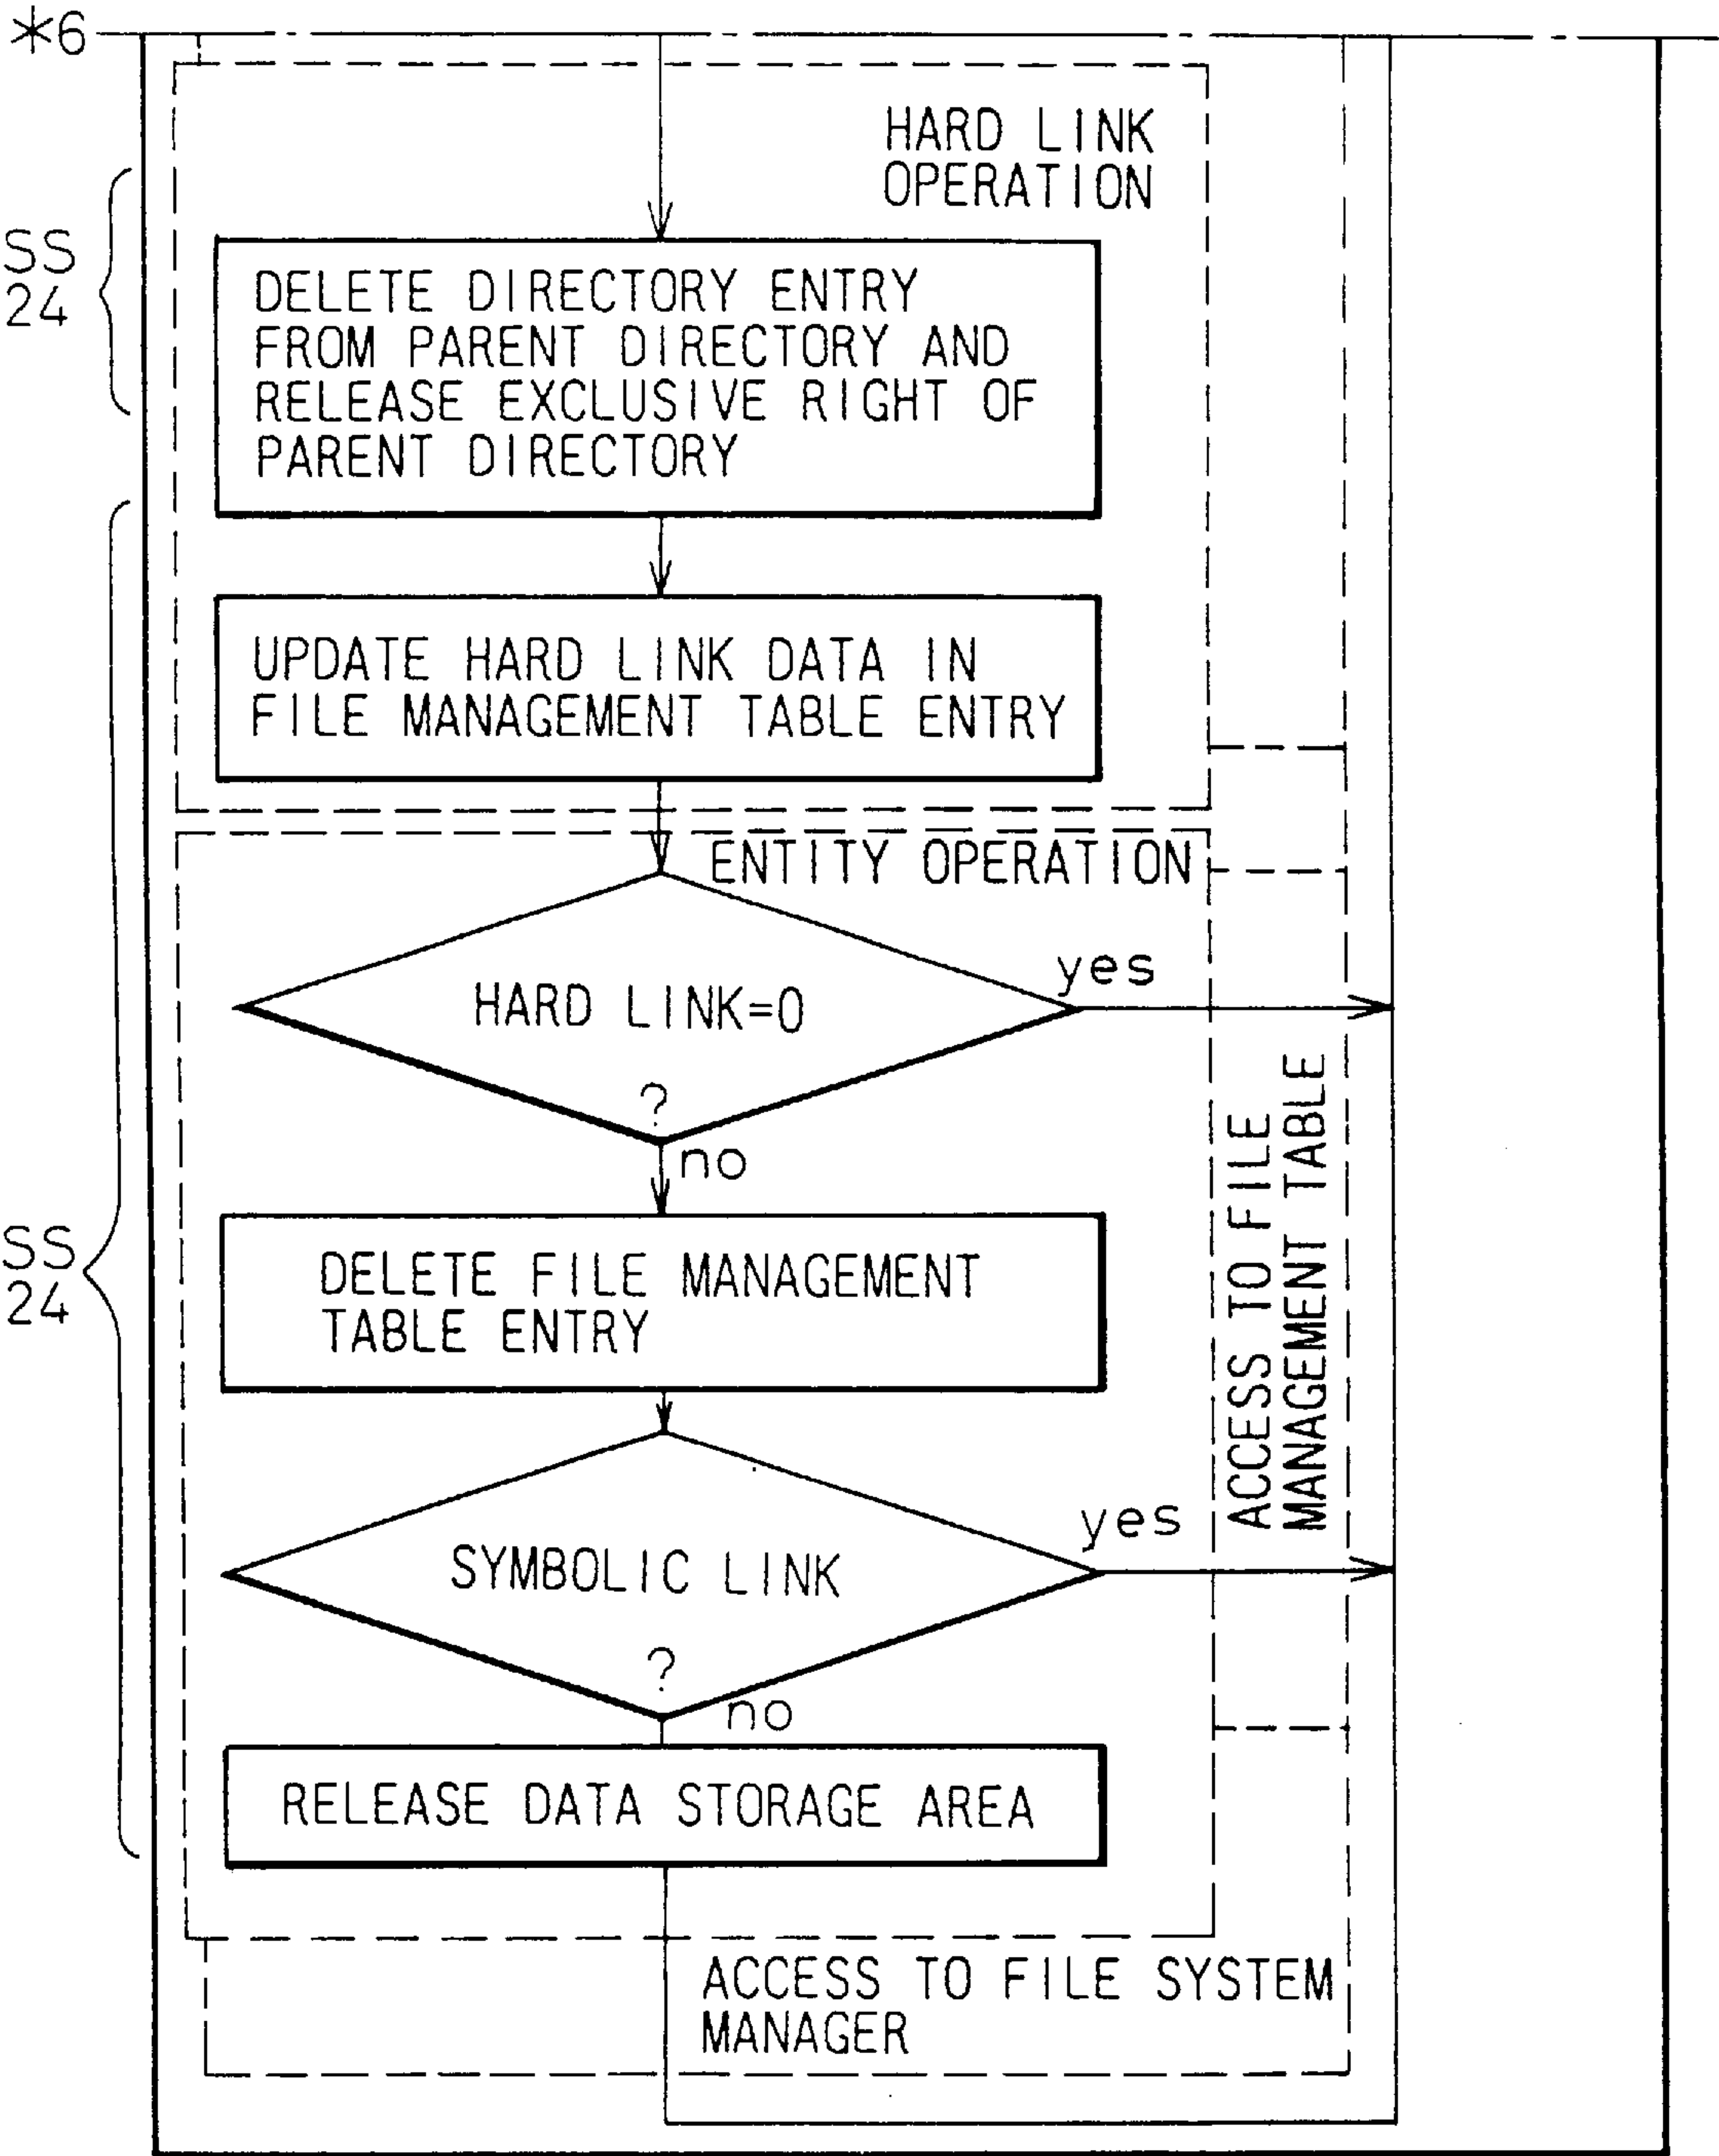 *6
HARD LINK
OPERATION
SS
24
DELETE DIRECTORY ENTRY
FROM PARENT DIRECTORY AND
RELEASE EXCLUSIVE RIGHT OF
PARENT DIRECTORY
UPDATE HARD LINK DATA IN
FILE MANAGEMENT TABLE ENTRY
ENTITY OPERATION
HARD LINK=0
?
yes
no
ACCESS TO FILE
MANAGEMENT TABLE
SS
24
DELETE FILE MANAGEMENT
TABLE ENTRY
SYMBOLIC LINK
?
yes
no
RELEASE DATA STORAGE AREA
ACCESS TO FILE SYSTEM
MANAGER